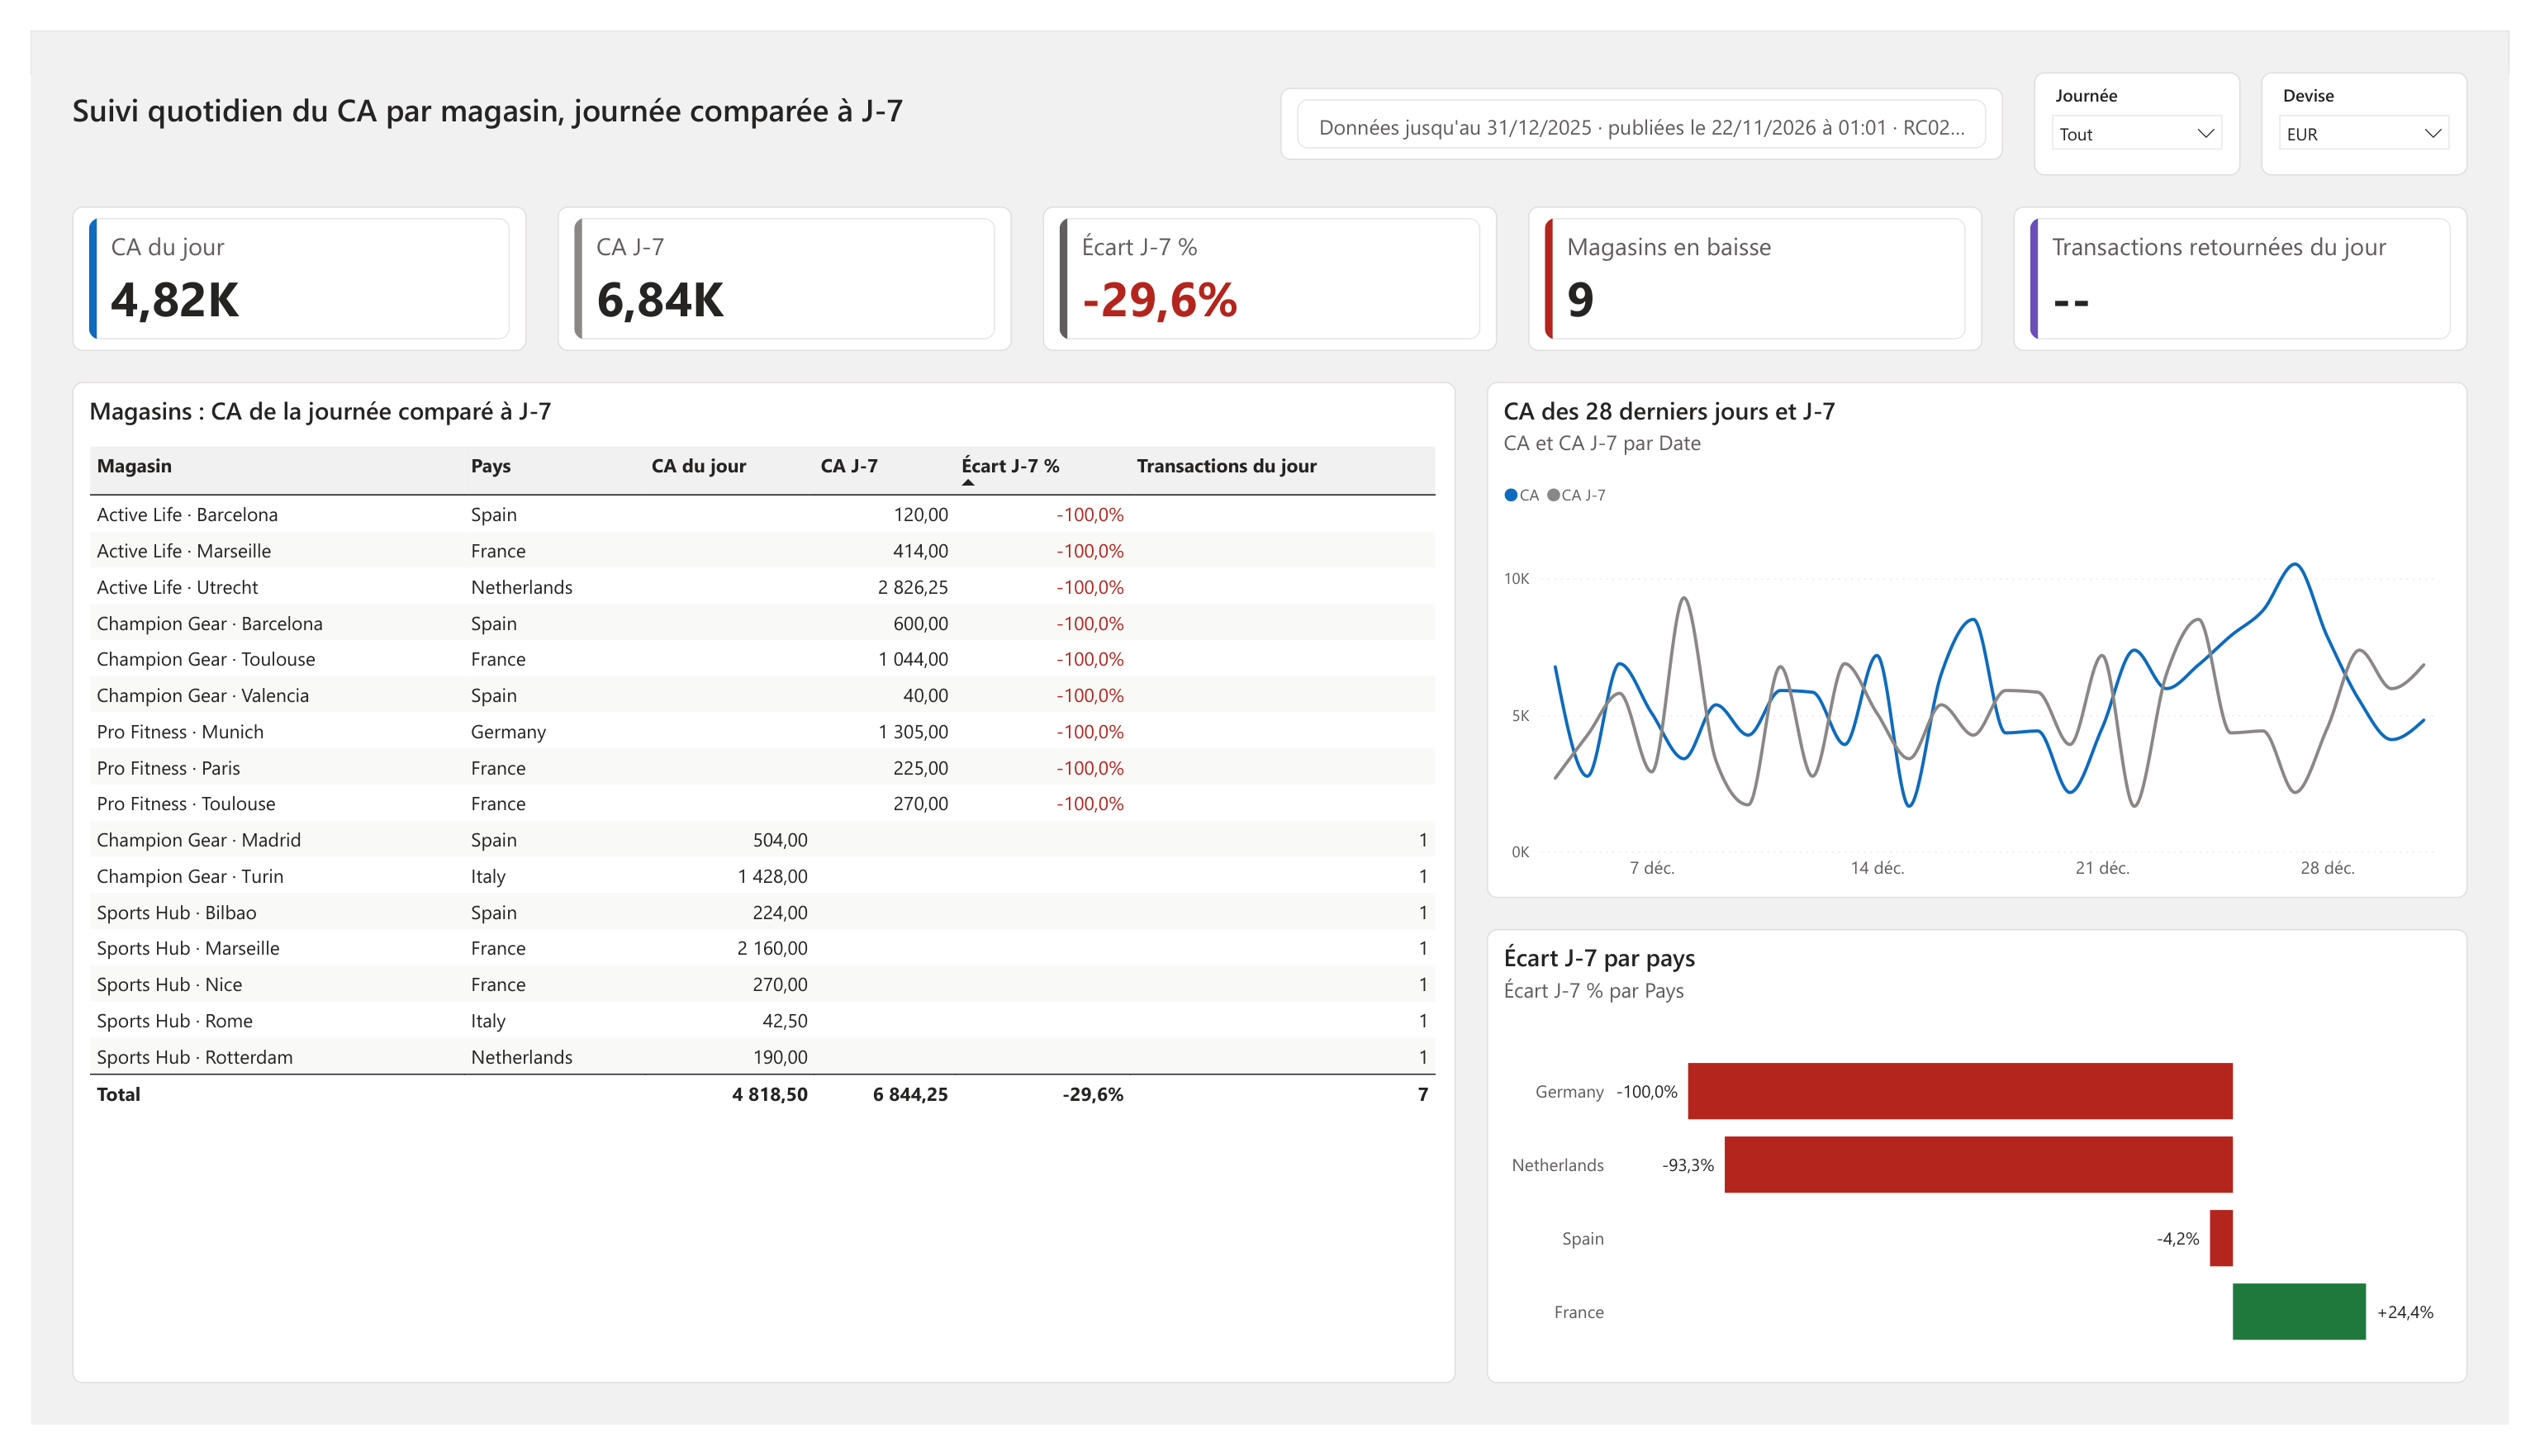 Suivi quotidien du CA par magasin, journée comparée à J-7
Données jusqu'au 31/12/2025 · publiées le 22/11/2026 à 01:01 · RC02...
Journée
Tout
Devise
EUR
CA du jour
4,82K
CA J-7
6,84K
Écart J-7 %
-29,6%
Magasins en baisse
9
Transactions retournées du jour
--
Magasins : CA de la journée comparé à J-7
Magasin Pays CA du jour CA J-7 Écart J-7 % Transactions du jour
Active Life · Barcelona Spain 120,00 -100,0%
Active Life · Marseille France 414,00 -100,0%
Active Life · Utrecht Netherlands 2 826,25 -100,0%
Champion Gear · Barcelona Spain 600,00 -100,0%
Champion Gear · Toulouse France 1 044,00 -100,0%
Champion Gear · Valencia Spain 40,00 -100,0%
Pro Fitness · Munich Germany 1 305,00 -100,0%
Pro Fitness · Paris France 225,00 -100,0%
Pro Fitness · Toulouse France 270,00 -100,0%
Champion Gear · Madrid Spain 504,00 1
Champion Gear · Turin Italy 1 428,00 1
Sports Hub · Bilbao Spain 224,00 1
Sports Hub · Marseille France 2 160,00 1
Sports Hub · Nice France 270,00 1
Sports Hub · Rome Italy 42,50 1
Sports Hub · Rotterdam Netherlands 190,00 1
Total 4 818,50 6 844,25 -29,6% 7
CA des 28 derniers jours et J-7
CA et CA J-7 par Date
CA CA J-7
10K
5K
0K
7 déc. 14 déc. 21 déc. 28 déc.
Écart J-7 par pays
Écart J-7 % par Pays
Germany -100,0%
Netherlands -93,3%
Spain -4,2%
France +24,4%